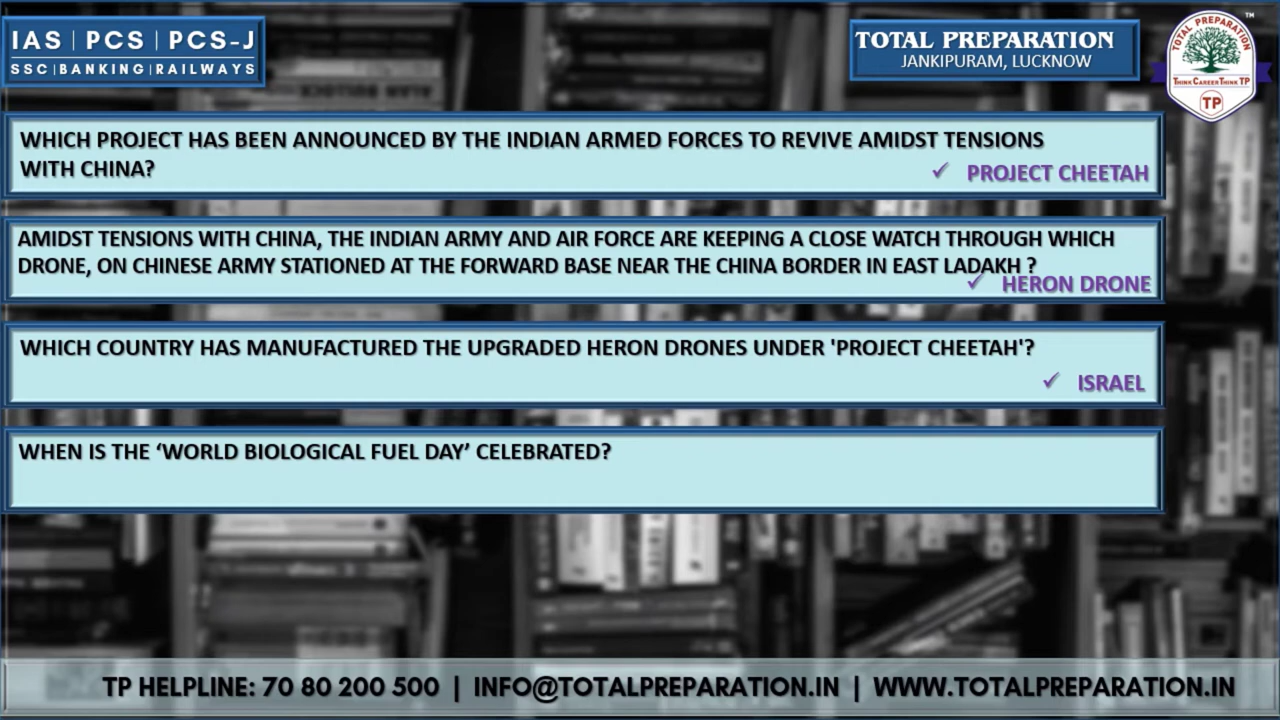 IAS | PCS | PCS-J
SSC|BANKING|RAILWAYS
TOTAL PREPARATION
JANKIPURAM, LUCKNOW
TOTAL PREPARATION
™
THINK CAREER THINK TP
TP
WHICH PROJECT HAS BEEN ANNOUNCED BY THE INDIAN ARMED FORCES TO REVIVE AMIDST TENSIONS
WITH CHINA?
✓ PROJECT CHEETAH
AMIDST TENSIONS WITH CHINA, THE INDIAN ARMY AND AIR FORCE ARE KEEPING A CLOSE WATCH THROUGH WHICH
DRONE, ON CHINESE ARMY STATIONED AT THE FORWARD BASE NEAR THE CHINA BORDER IN EAST LADAKH ?
✓ HERON DRONE
WHICH COUNTRY HAS MANUFACTURED THE UPGRADED HERON DRONES UNDER 'PROJECT CHEETAH'?
✓ ISRAEL
WHEN IS THE ‘WORLD BIOLOGICAL FUEL DAY’ CELEBRATED?
TP HELPLINE: 70 80 200 500 | INFO@TOTALPREPARATION.IN | WWW.TOTALPREPARATION.IN